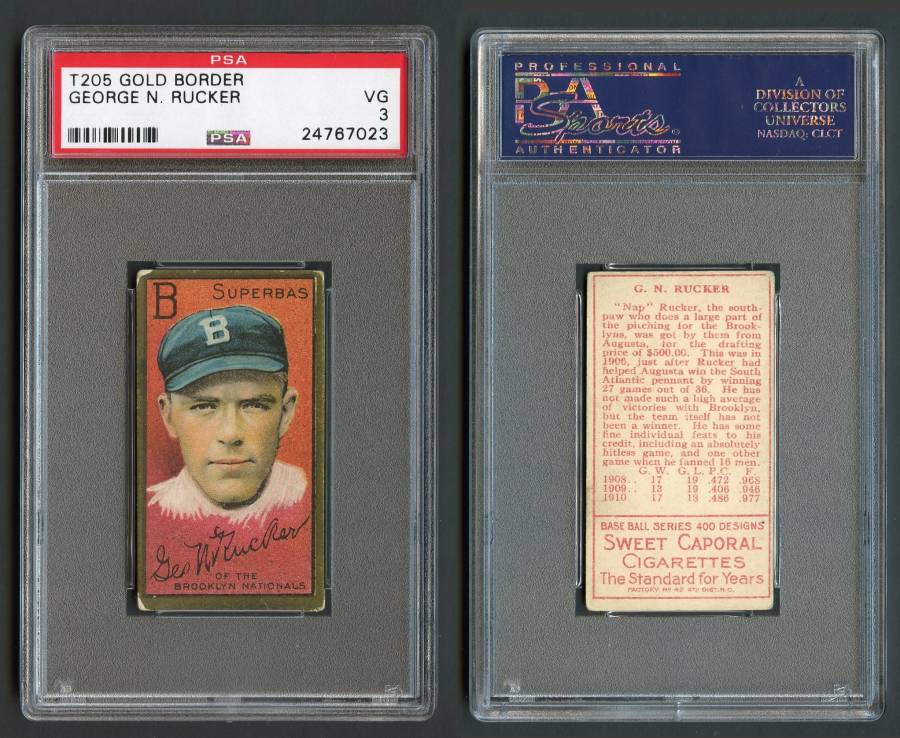 PSA
T205 GOLD BORDER
GEORGE N. RUCKER VG
3
PSA 24767023
B SUPERBAS
B
Geo N Rucker
OF THE
BROOKLYN NATIONALS
PROFESSIONAL
PSA
Sports
AUTHENTICATOR
A
DIVISION OF
COLLECTORS
UNIVERSE
NASDAQ: CLCT
G. N. RUCKER
"Nap" Rucker, the south-
paw who does a large part of
the pitching for the Brook-
lyns, was got by them from
Augusta, for the drafting
price of $500.00. This was in
1906, just after Rucker had
helped Augusta win the South
Atlantic pennant by winning
27 games out of 36. He has
not made such a high average
of victories with Brooklyn,
but the team itself has not
been a winner. He has some
fine individual feats to his
credit, including an absolutely
hitless game, and one other
game when he fanned 16 men.
G. W. G. L. P.C. F.
1908.. 17 19 .472 .968
1909.. 13 19 .406 .946
1910 17 18 .486 .977
BASE BALL SERIES 400 DESIGNS
SWEET CAPORAL
CIGARETTES
The Standard for Years
FACTORY No 42 4TH DIST. N.C.